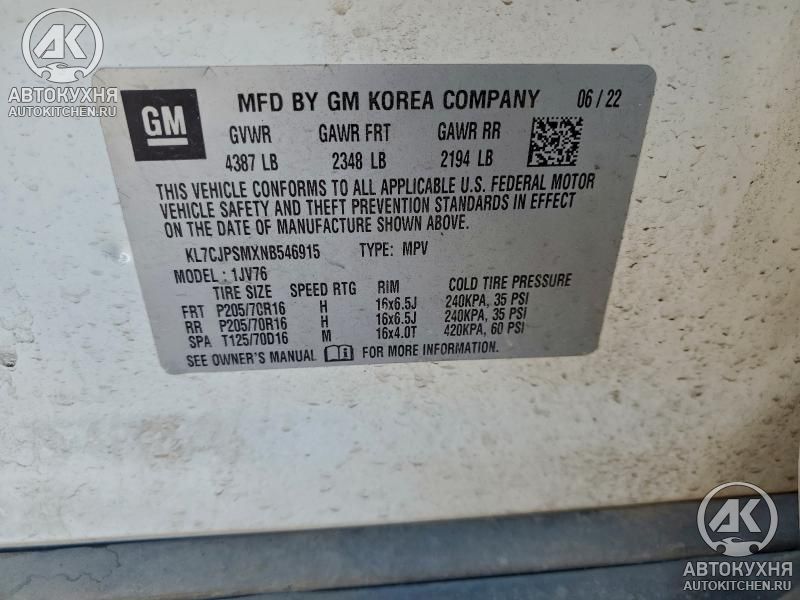 AK
АВТОКУХНЯ
AUTOKITCHEN.RU
GM
MFD BY GM KOREA COMPANY 06 / 22
GVWR GAWR FRT GAWR RR
4387 LB 2348 LB 2194 LB
THIS VEHICLE CONFORMS TO ALL APPLICABLE U.S. FEDERAL MOTOR
VEHICLE SAFETY AND THEFT PREVENTION STANDARDS IN EFFECT
ON THE DATE OF MANUFACTURE SHOWN ABOVE.
KL7CJPSMXNB546915 TYPE: MPV
MODEL : 1JV76
TIRE SIZE SPEED RTG RIM COLD TIRE PRESSURE
FRT P205/70R16 H 16x6.5J 240KPA, 35 PSI
RR P205/70R16 H 16x6.5J 240KPA, 35 PSI
SPA T125/70D16 M 16x4.0T 420KPA, 60 PSI
SEE OWNER'S MANUAL FOR MORE INFORMATION.
AK
АВТОКУХНЯ
AUTOKITCHEN.RU